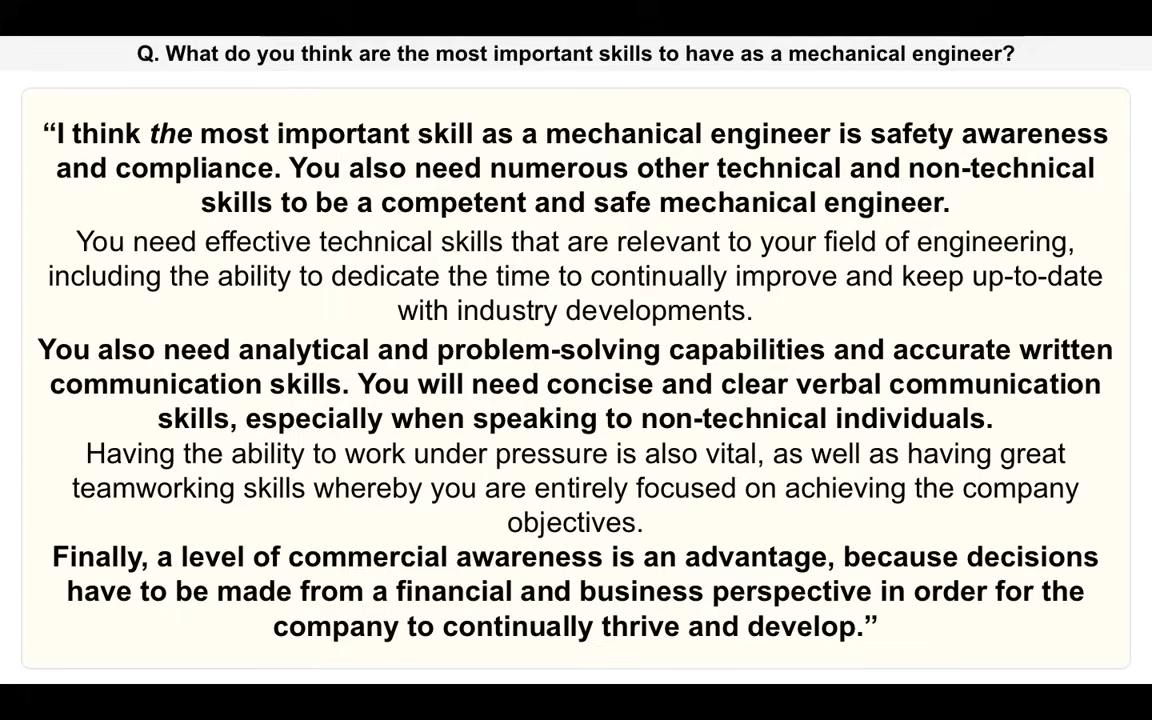 Q. What do you think are the most important skills to have as a mechanical engineer?
“I think the most important skill as a mechanical engineer is safety awareness
and compliance. You also need numerous other technical and non-technical
skills to be a competent and safe mechanical engineer.
You need effective technical skills that are relevant to your field of engineering,
including the ability to dedicate the time to continually improve and keep up-to-date
with industry developments.
You also need analytical and problem-solving capabilities and accurate written
communication skills. You will need concise and clear verbal communication
skills, especially when speaking to non-technical individuals.
Having the ability to work under pressure is also vital, as well as having great
teamworking skills whereby you are entirely focused on achieving the company
objectives.
Finally, a level of commercial awareness is an advantage, because decisions
have to be made from a financial and business perspective in order for the
company to continually thrive and develop.”